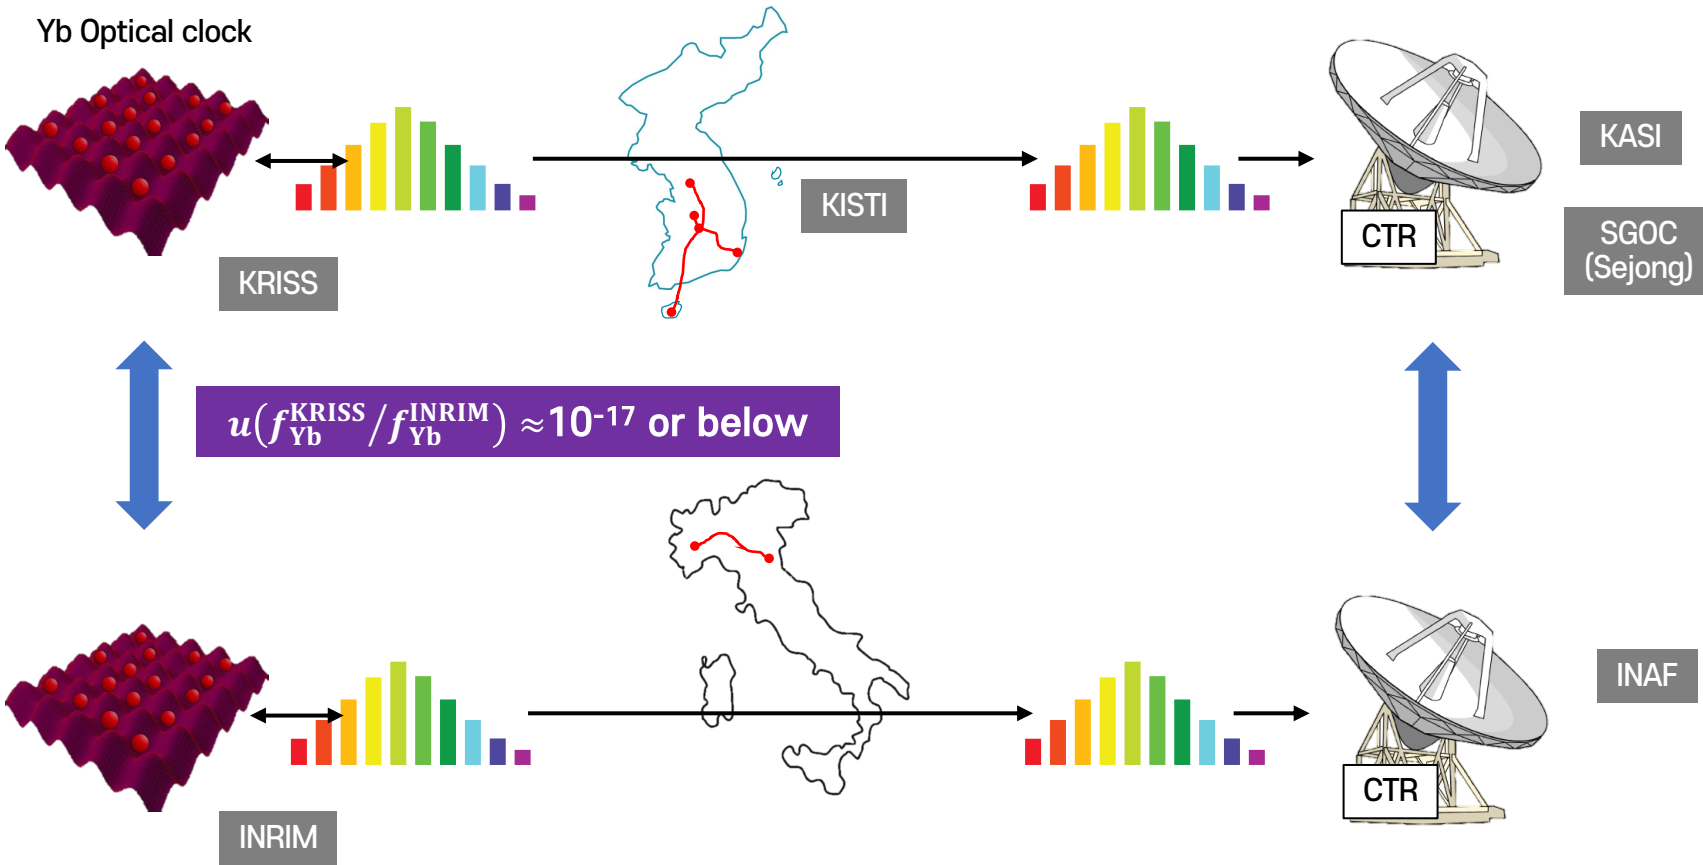 Yb Optical clock
KASI
KISTI
CTR
SGOC
(Sejong)
KRISS
u(f_Yb^KRISS/f_Yb^INRIM) ≈10⁻¹⁷ or below
INAF
CTR
INRIM